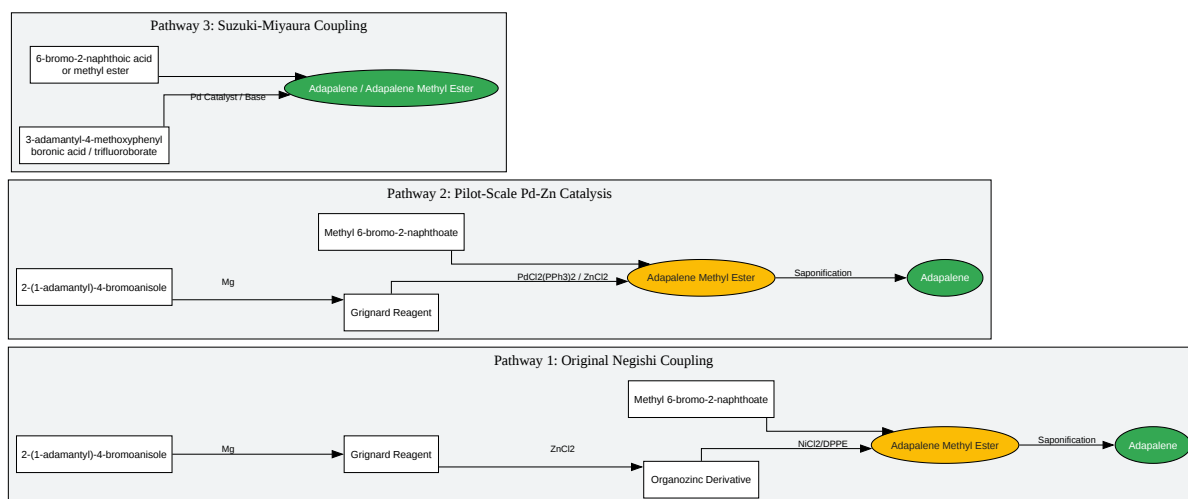 Pathway 3: Suzuki-Miyaura Coupling
6-bromo-2-naphthoic acid
or methyl ester
Adapalene / Adapalene Methyl Ester
Pd Catalyst / Base
3-adamantyl-4-methoxyphenyl
boronic acid / trifluoroborate
Pathway 2: Pilot-Scale Pd-Zn Catalysis
Methyl 6-bromo-2-naphthoate
2-(1-adamantyl)-4-bromoanisole
Mg
Grignard Reagent
PdCl2(PPh3)2 / ZnCl2
Adapalene Methyl Ester
Saponification
Adapalene
Pathway 1: Original Negishi Coupling
Methyl 6-bromo-2-naphthoate
2-(1-adamantyl)-4-bromoanisole
Mg
Grignard Reagent
ZnCl2
Organozinc Derivative
NiCl2/DPPE
Adapalene Methyl Ester
Saponification
Adapalene